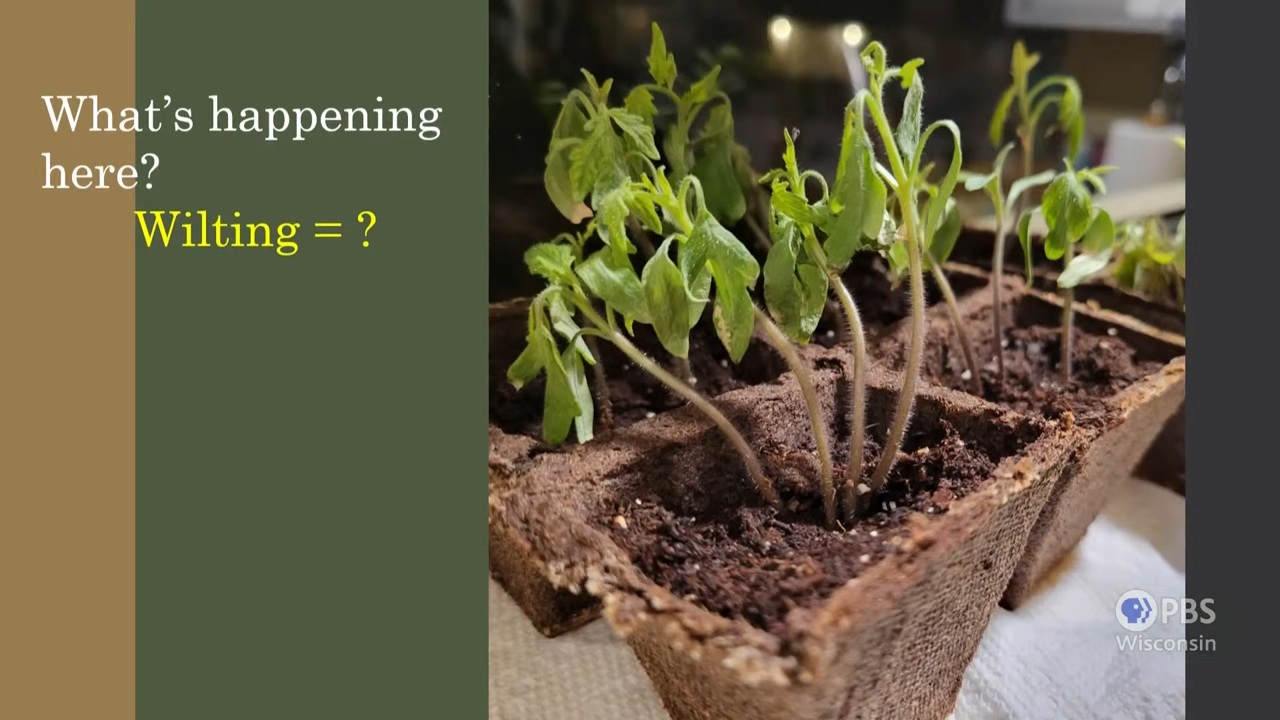 What’s happening
here?
Wilting = ?
PBS
Wisconsin